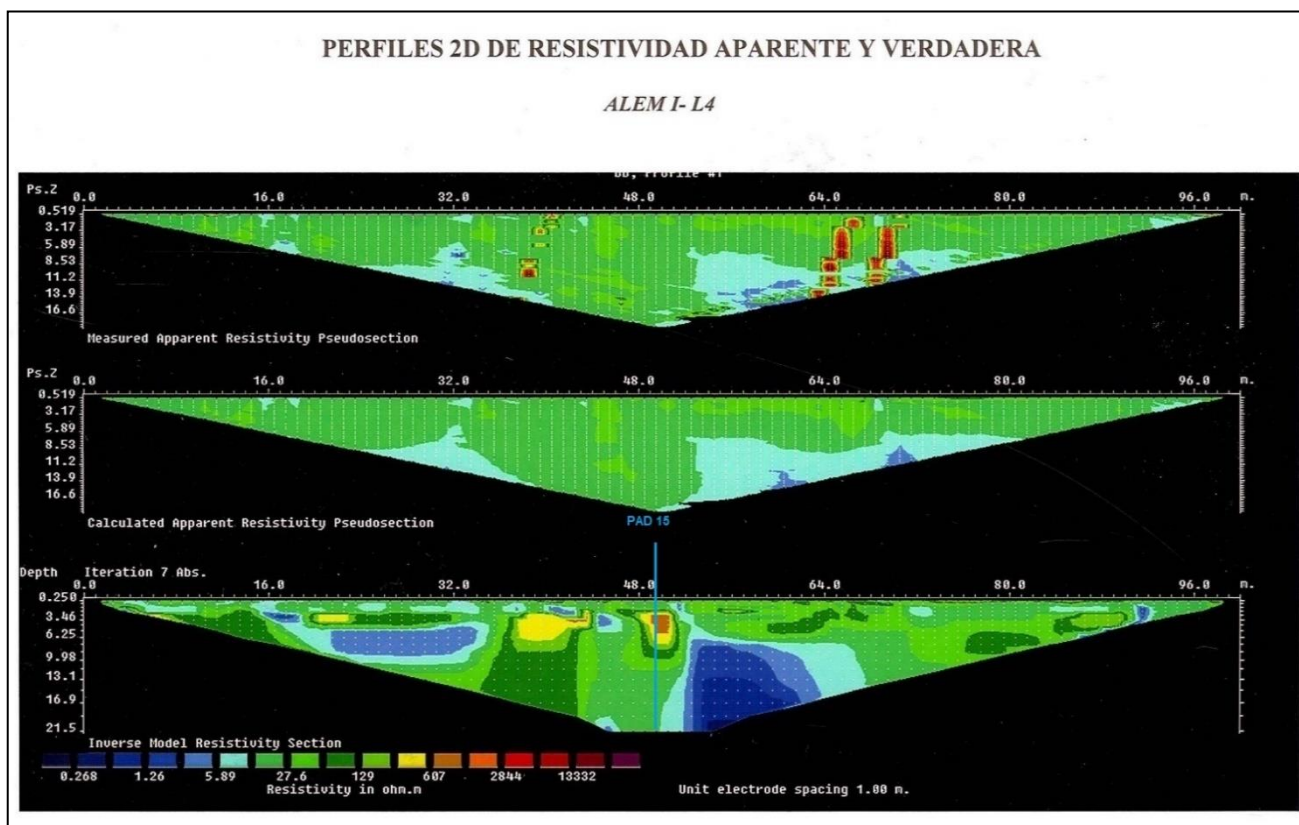 PERFILES 2D DE RESISTIVIDAD APARENTE Y VERDADERA
ALEM I- L4
DD, Profile #1
Ps.Z 0.0 16.0 32.0 48.0 64.0 80.0 96.0 m.
0.519
3.17
5.89
8.53
11.2
13.9
16.6
Measured Apparent Resistivity Pseudosection
Ps.Z 0.0 16.0 32.0 48.0 64.0 80.0 96.0 m.
0.519
3.17
5.89
8.53
11.2
13.9
16.6
Calculated Apparent Resistivity Pseudosection
PAD 15
Depth Iteration 7 Abs.
0.0 16.0 32.0 48.0 64.0 80.0 96.0 m.
0.250
3.46
6.25
9.98
13.1
16.9
21.5
Inverse Model Resistivity Section
0.268 1.26 5.89 27.6 129 607 2844 13332
Resistivity in ohm.m Unit electrode spacing 1.00 m.